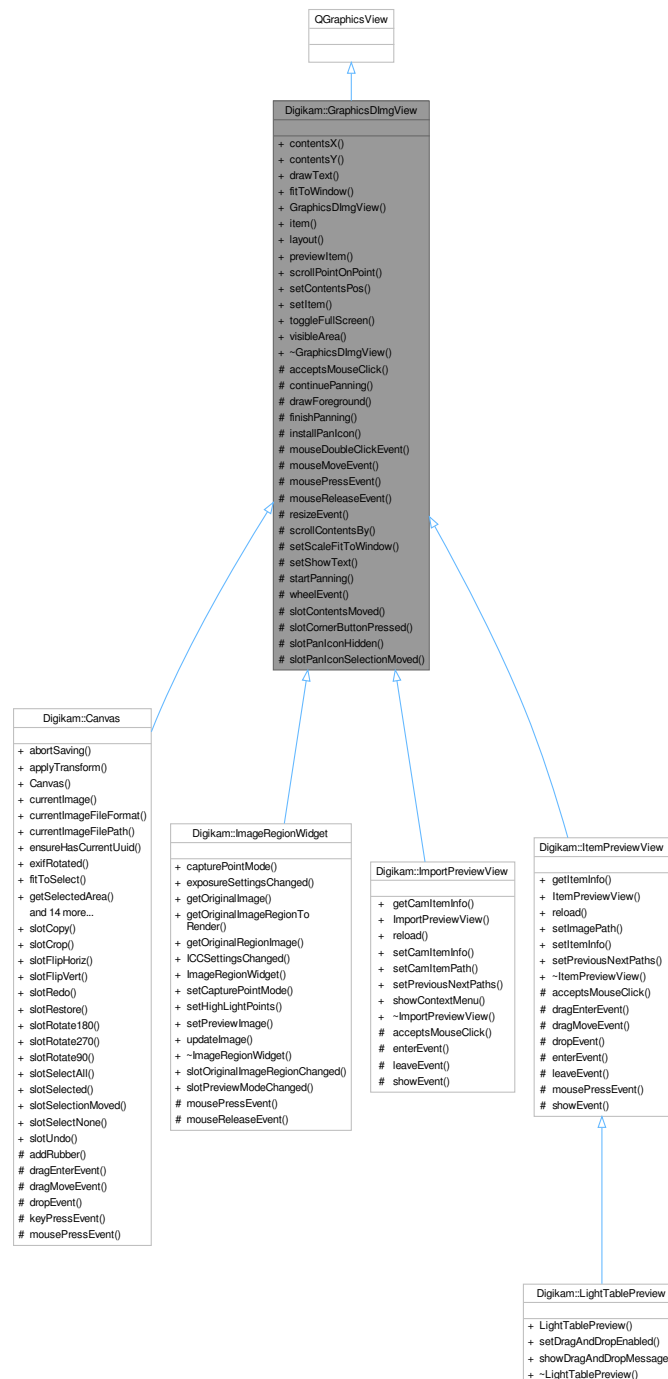 QGraphicsView
Digikam::GraphicsDImgView
+ contentsX()
+ contentsY()
+ drawText()
+ fitToWindow()
+ GraphicsDImgView()
+ item()
+ layout()
+ previewItem()
+ scrollPointOnPoint()
+ setContentsPos()
+ setItem()
+ toggleFullScreen()
+ visibleArea()
+ ~GraphicsDImgView()
# acceptsMouseClick()
# continuePanning()
# drawForeground()
# finishPanning()
# installPanIcon()
# mouseDoubleClickEvent()
# mouseMoveEvent()
# mousePressEvent()
# mouseReleaseEvent()
# resizeEvent()
# scrollContentsBy()
# setScaleFitToWindow()
# setShowText()
# startPanning()
# wheelEvent()
# slotContentsMoved()
# slotCornerButtonPressed()
# slotPanIconHidden()
# slotPanIconSelectionMoved()
Digikam::Canvas
+ abortSaving()
+ applyTransform()
+ Canvas()
+ currentImage()
+ currentImageFileFormat()
+ currentImageFilePath()
+ ensureHasCurrentUuid()
+ exifRotated()
+ fitToSelect()
+ getSelectedArea()
and 14 more...
+ slotCopy()
+ slotCrop()
+ slotFlipHoriz()
+ slotFlipVert()
+ slotRedo()
+ slotRestore()
+ slotRotate180()
+ slotRotate270()
+ slotRotate90()
+ slotSelectAll()
+ slotSelected()
+ slotSelectionMoved()
+ slotSelectNone()
+ slotUndo()
# addRubber()
# dragEnterEvent()
# dragMoveEvent()
# dropEvent()
# keyPressEvent()
# mousePressEvent()
Digikam::ImageRegionWidget
+ capturePointMode()
+ exposureSettingsChanged()
+ getOriginalImage()
+ getOriginalImageRegionTo
Render()
+ getOriginalRegionImage()
+ ICCSettingsChanged()
+ ImageRegionWidget()
+ setCapturePointMode()
+ setHighLightPoints()
+ setPreviewImage()
+ updateImage()
+ ~ImageRegionWidget()
+ slotOriginalImageRegionChanged()
+ slotPreviewModeChanged()
# mousePressEvent()
# mouseReleaseEvent()
Digikam::ImportPreviewView
+ getCamItemInfo()
+ ImportPreviewView()
+ reload()
+ setCamItemInfo()
+ setCamItemPath()
+ setPreviousNextPaths()
+ showContextMenu()
+ ~ImportPreviewView()
# acceptsMouseClick()
# enterEvent()
# leaveEvent()
# showEvent()
Digikam::ItemPreviewView
+ getItemInfo()
+ ItemPreviewView()
+ reload()
+ setImagePath()
+ setItemInfo()
+ setPreviousNextPaths()
+ ~ItemPreviewView()
# acceptsMouseClick()
# dragEnterEvent()
# dragMoveEvent()
# dropEvent()
# enterEvent()
# leaveEvent()
# mousePressEvent()
# showEvent()
Digikam::LightTablePreview
+ LightTablePreview()
+ setDragAndDropEnabled()
+ showDragAndDropMessage
+ ~LightTablePreview()